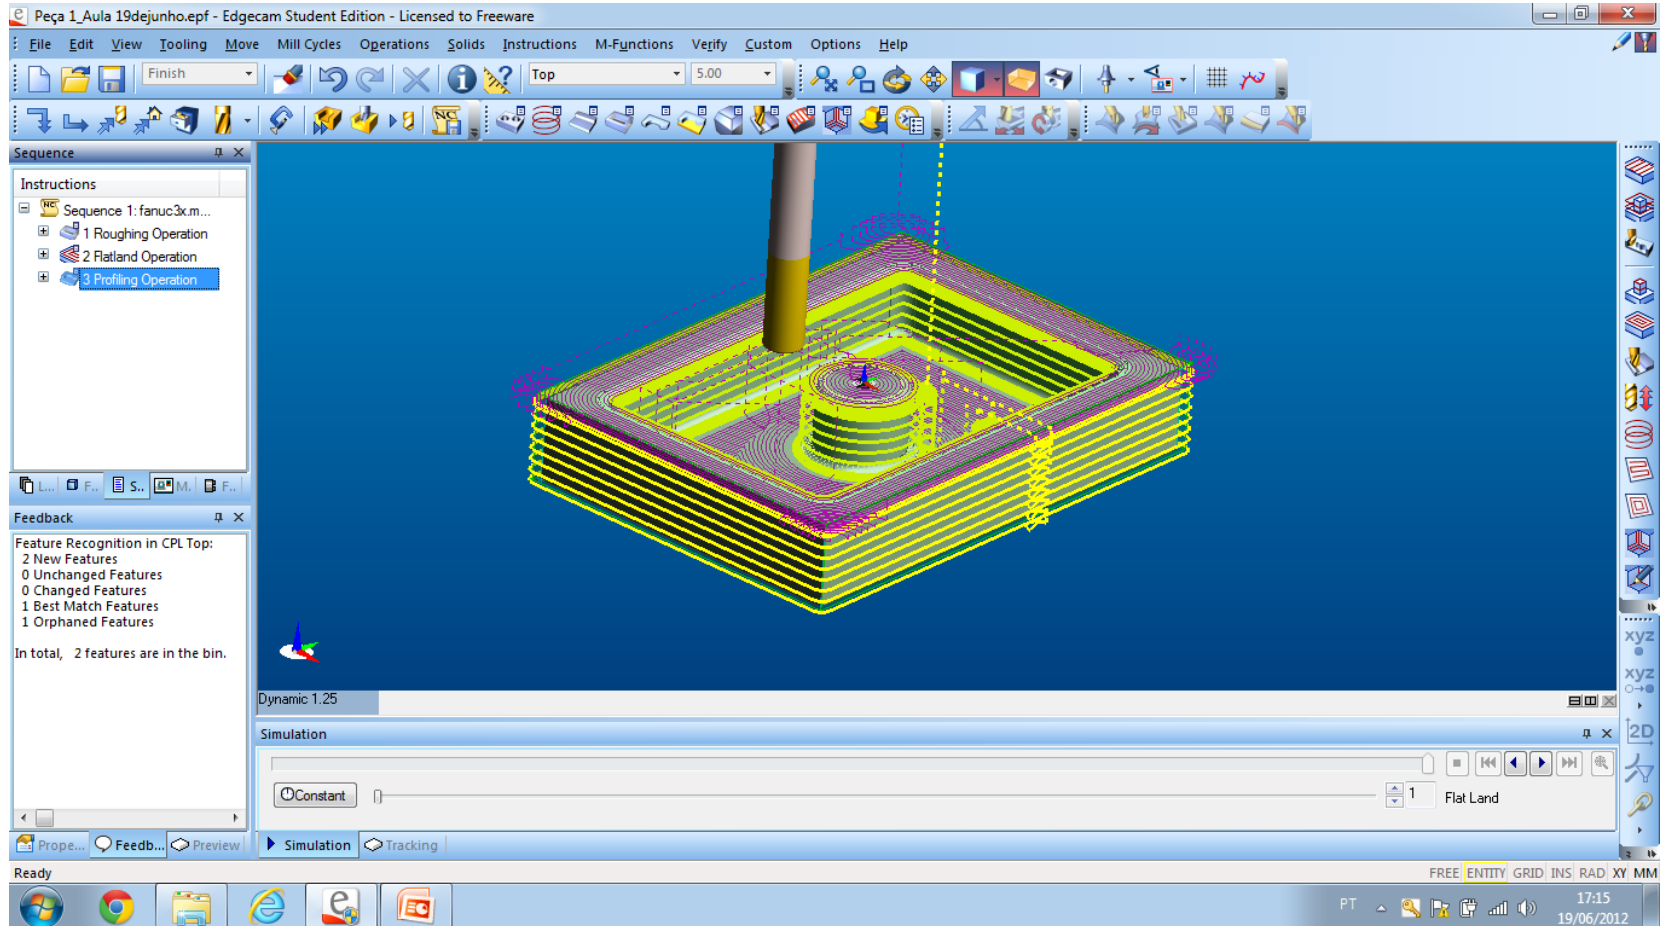 Peça 1_Aula 19dejunho.epf - Edgecam Student Edition - Licensed to Freeware
File Edit View Tooling Move Mill Cycles Operations Solids Instructions M-Functions Verify Custom Options Help
Finish Top 5.00
NC
Sequence
Instructions
NC Sequence 1: fanuc3x.m...
1 Roughing Operation
2 Flatland Operation
3 Profiling Operation
L... F... S.. M. F...
Feedback
Feature Recognition in CPL Top:
2 New Features
0 Unchanged Features
0 Changed Features
1 Best Match Features
1 Orphaned Features
In total, 2 features are in the bin.
Prope... Feedb... Preview
xyz
xyz
2D
Dynamic 1.25
Simulation
Constant 1 Flat Land
Simulation Tracking
Ready FREE ENTITY GRID INS RAD XY MM
PT 17:15
19/06/2012